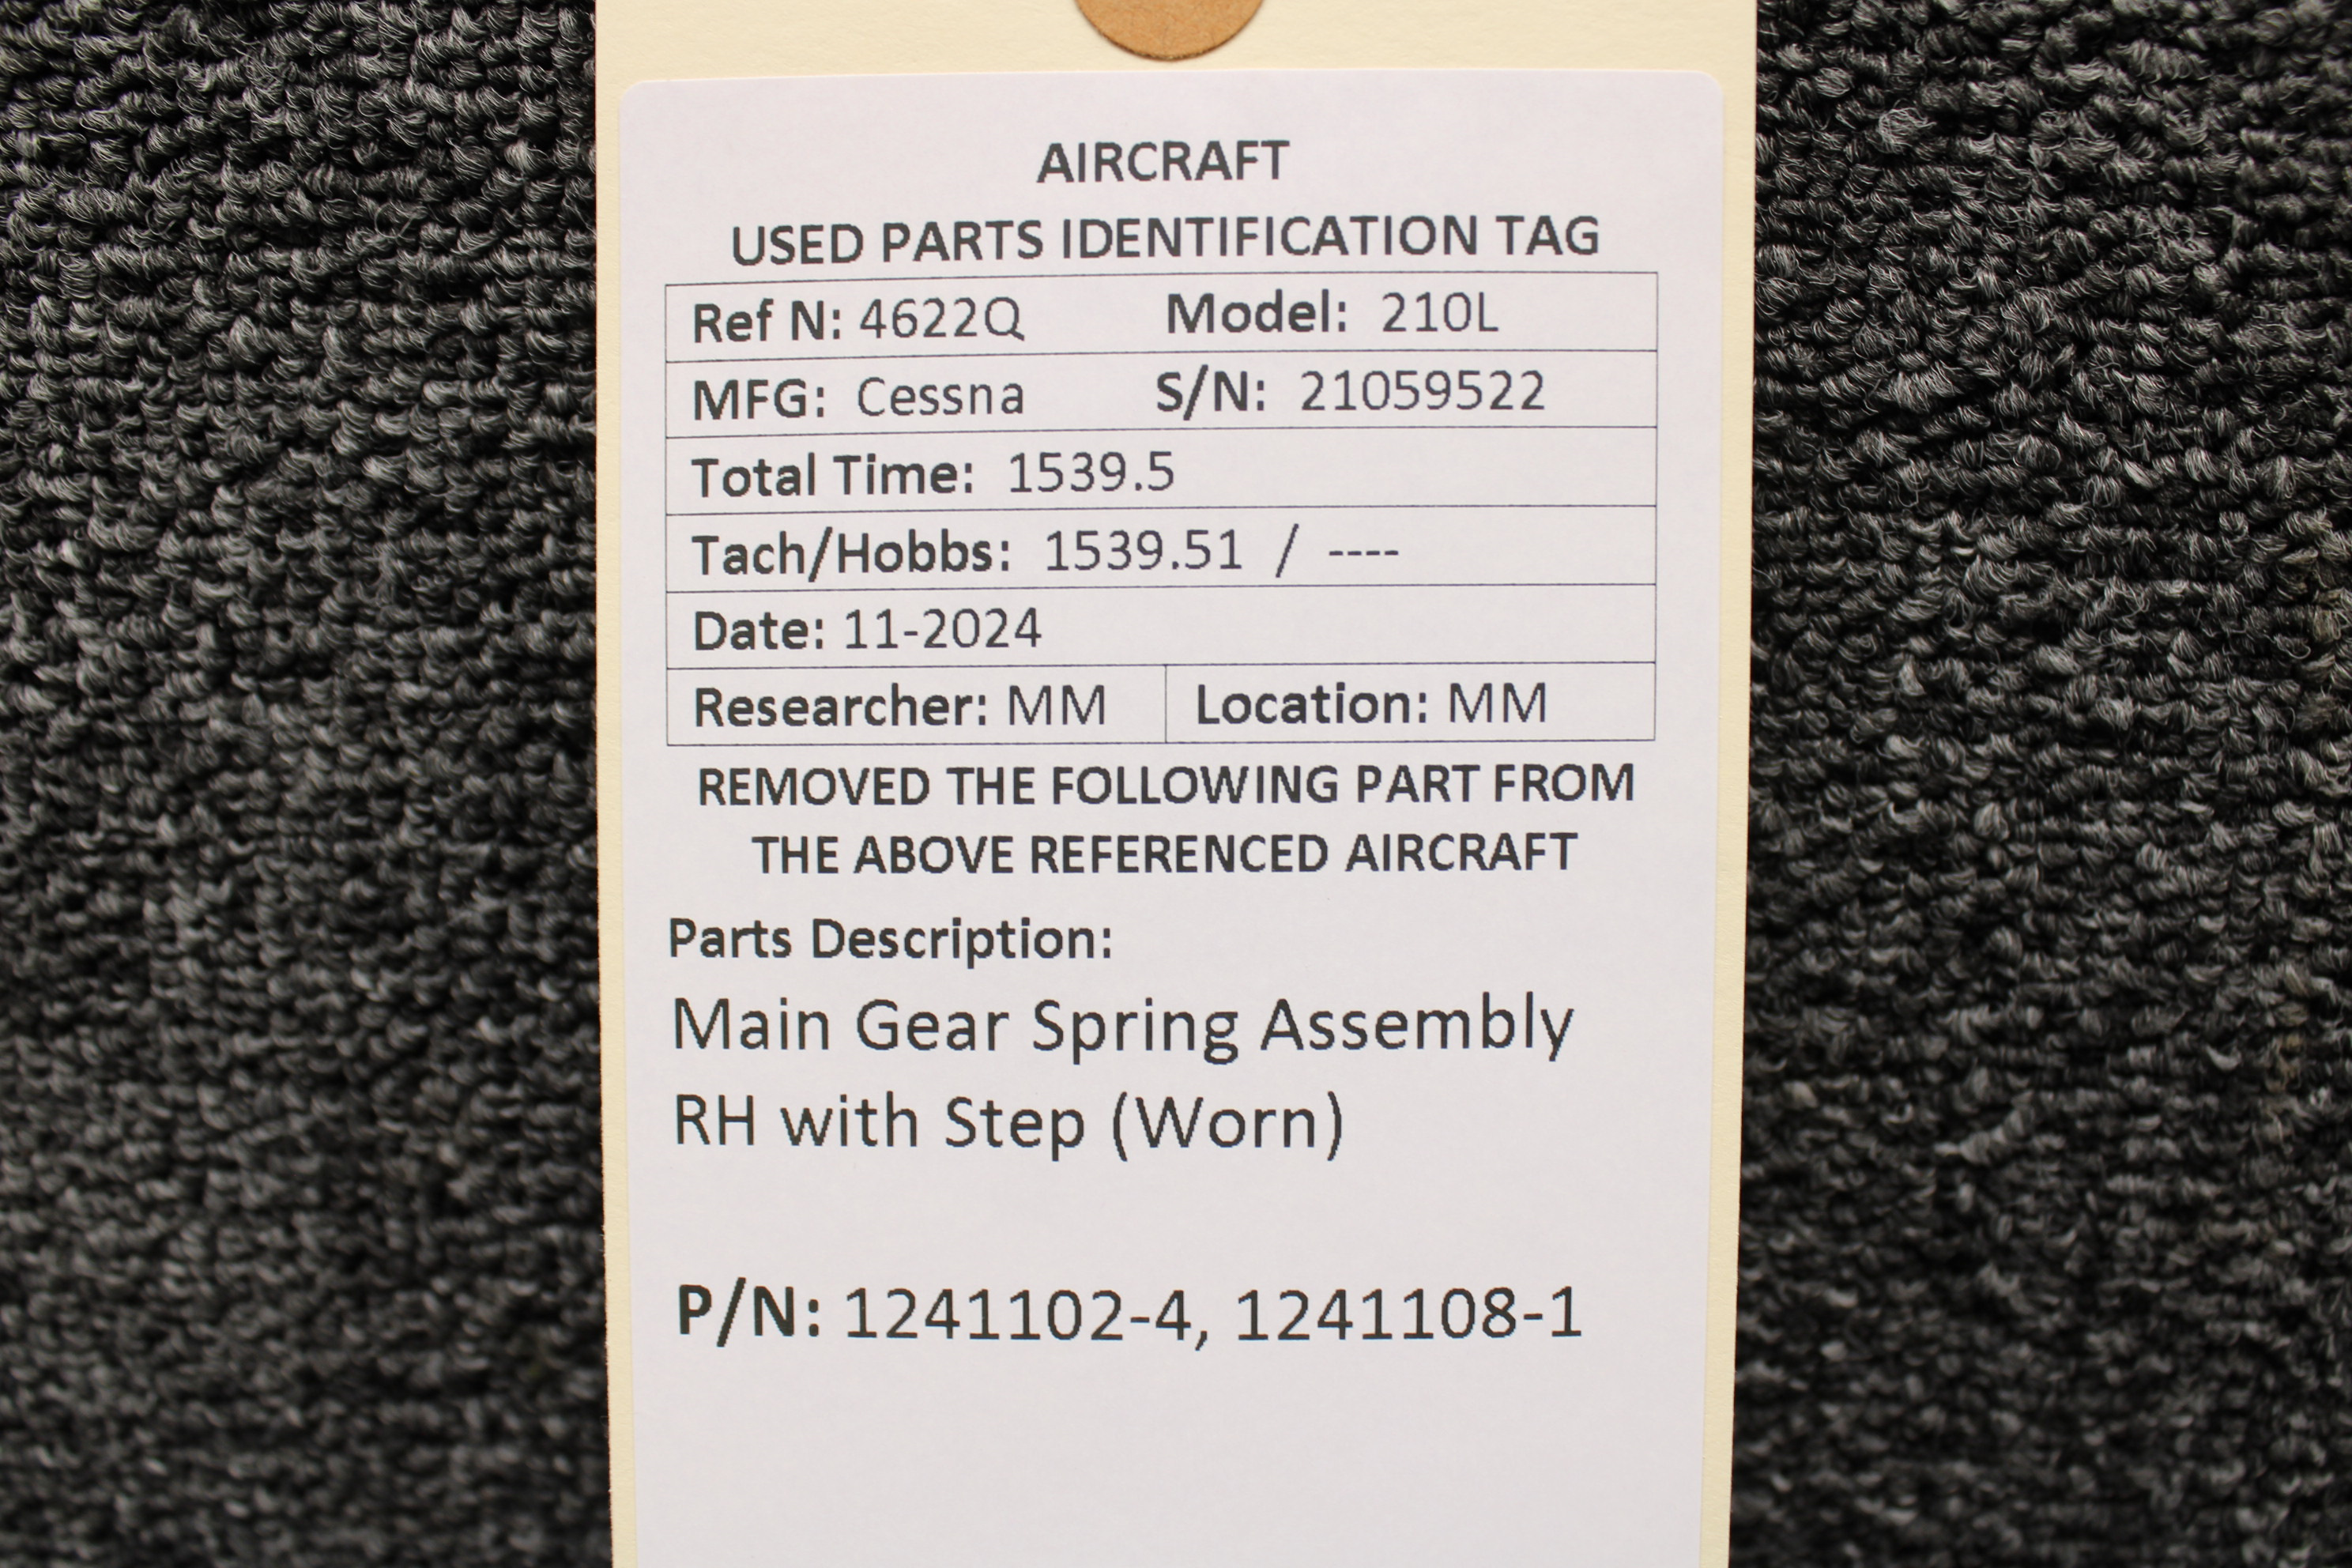 AIRCRAFT
USED PARTS IDENTIFICATION TAG
Ref N: 4622Q Model: 210L
MFG: Cessna S/N: 21059522
Total Time: 1539.5
Tach/Hobbs: 1539.51 / ----
Date: 11-2024
Researcher: MM Location: MM
REMOVED THE FOLLOWING PART FROM
THE ABOVE REFERENCED AIRCRAFT
Parts Description:
Main Gear Spring Assembly
RH with Step (Worn)
P/N: 1241102-4, 1241108-1